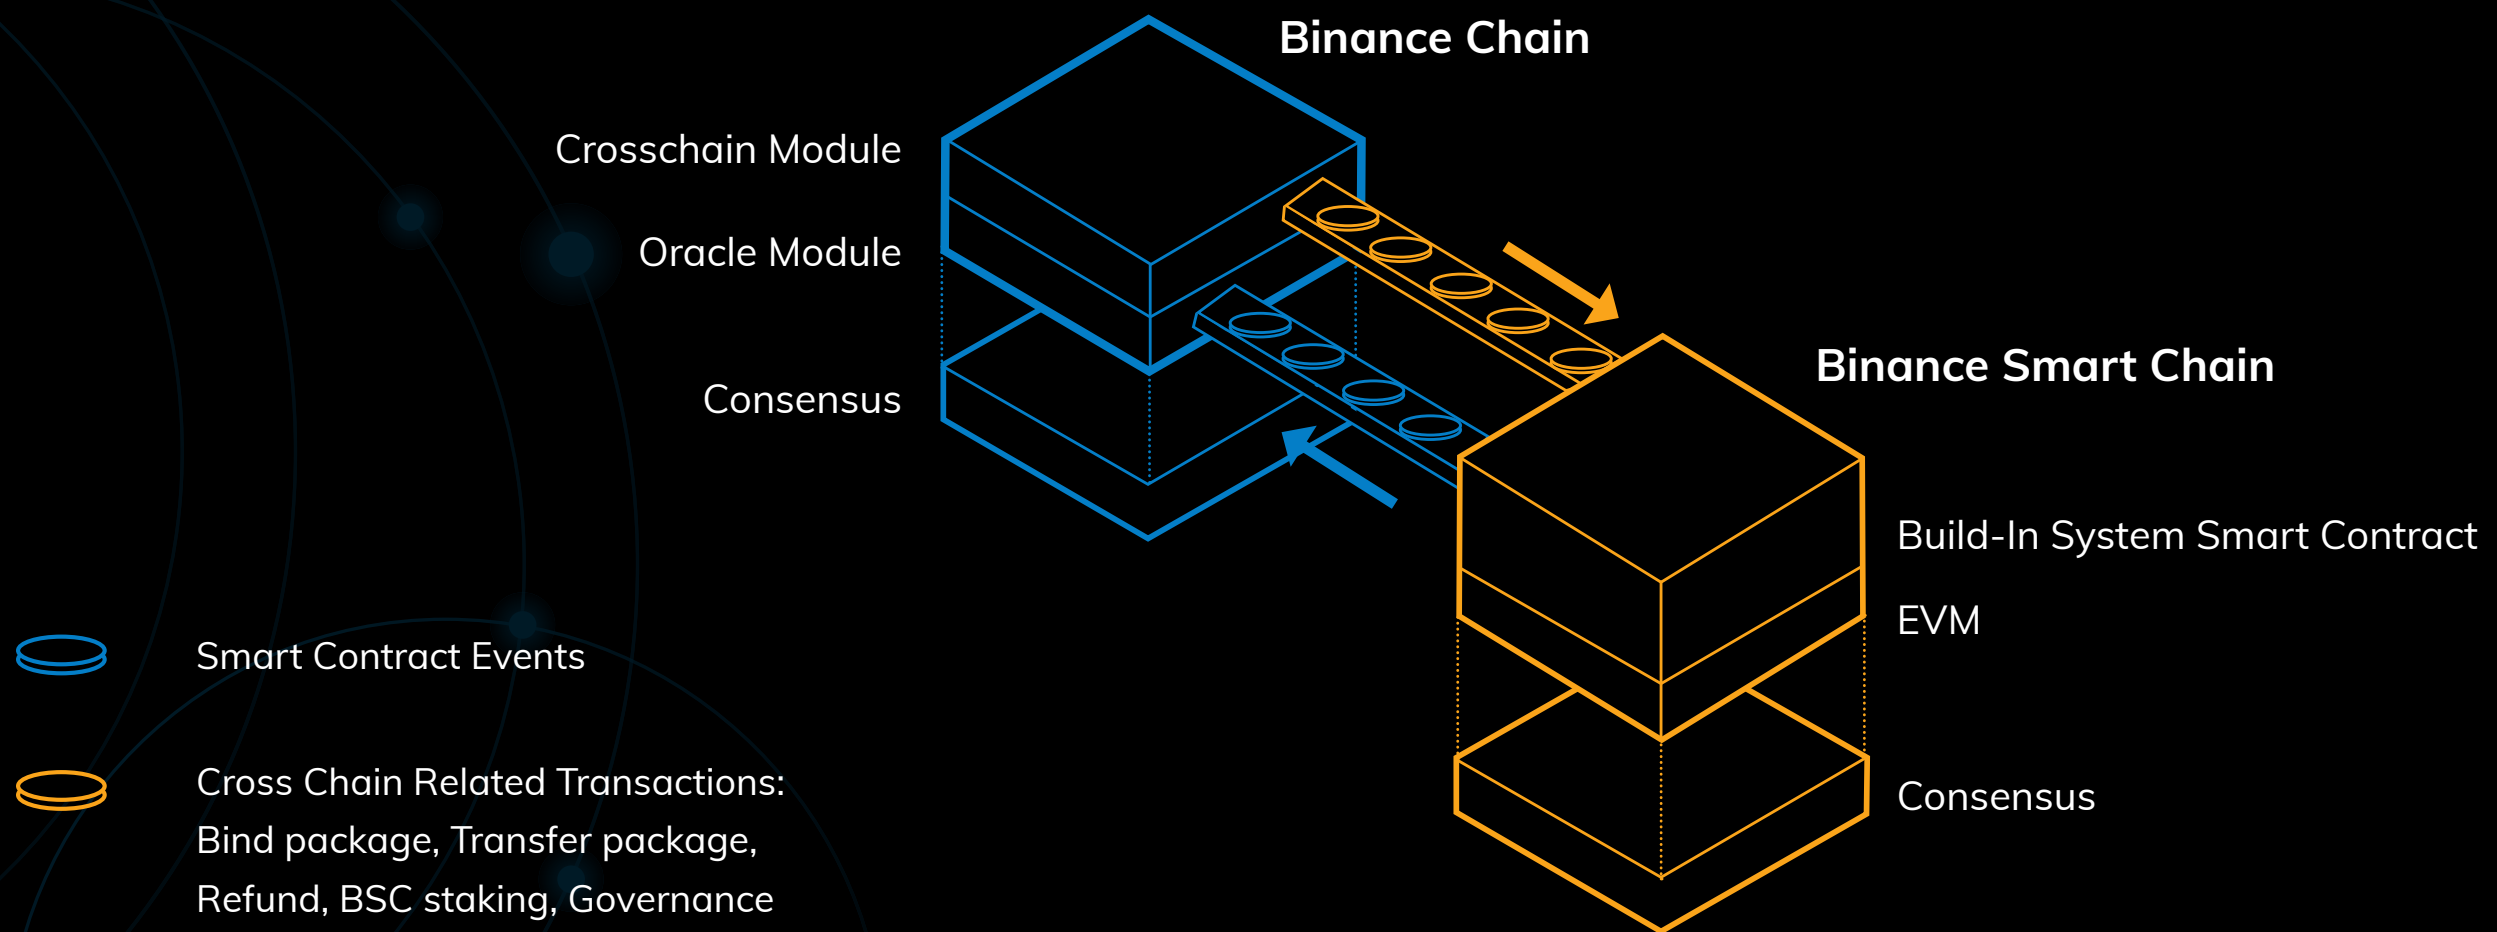 Binance Chain
Crosschain Module
Oracle Module
Consensus
Binance Smart Chain
Build-In System Smart Contract
EVM
Consensus
Smart Contract Events
Cross Chain Related Transactions:
Bind package, Transfer package,
Refund, BSC staking, Governance